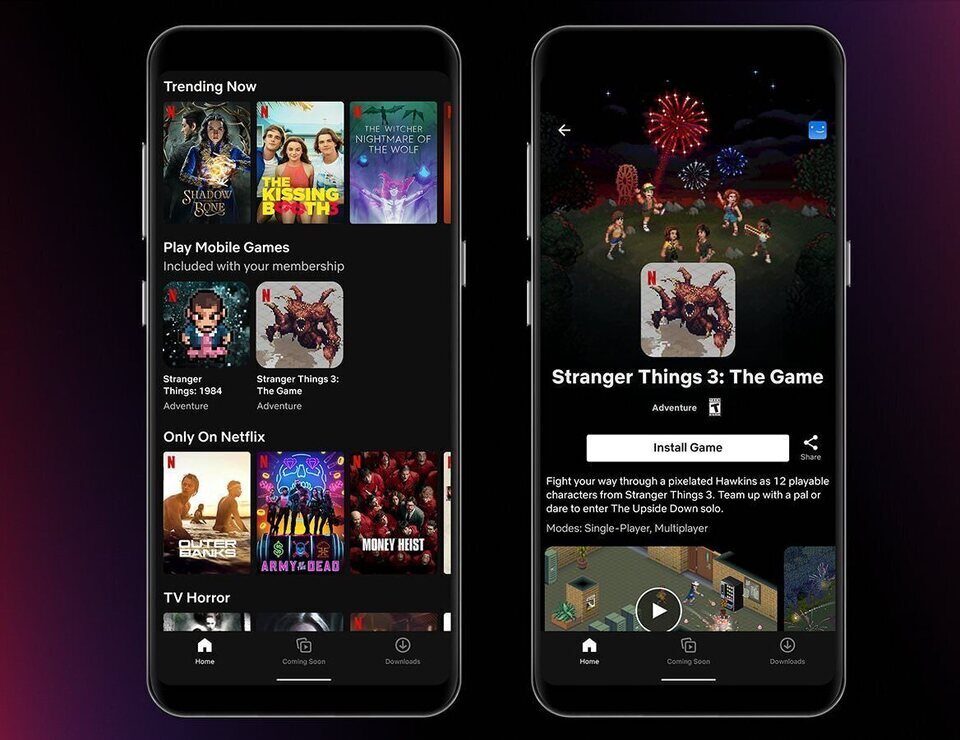 Trending Now
N
SHADOW
AND
BONE
N
THE
KISSING
BOOTH3
N
THE WITCHER
NIGHTMARE OF
THE WOLF
Play Mobile Games
Included with your membership
N
N
Stranger
Things: 1984
Adventure
Stranger Things 3:
The Game
Adventure
Only On Netflix
N
OUTER
BANKS
N
ARMY OF THE DEAD
N
MONEY HEIST
TV Horror
N
Home
Coming Soon
Downloads
N
Stranger Things 3: The Game
Adventure
T
Install Game
Share
Fight your way through a pixelated Hawkins as 12 playable
characters from Stranger Things 3. Team up with a pal or
dare to enter The Upside Down solo.
Modes: Single-Player, Multiplayer
Home
Coming Soon
Downloads